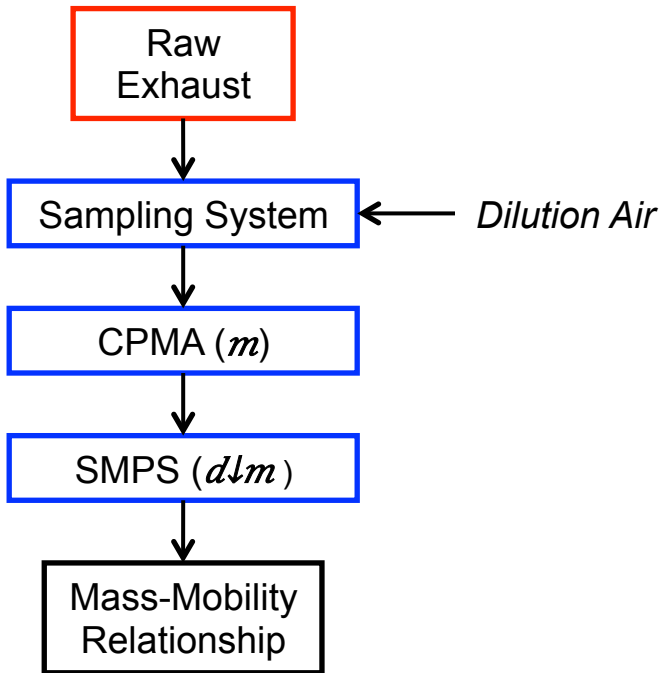 Raw
Exhaust
Sampling System
Dilution Air
CPMA (m)
SMPS (d↓m )
Mass-Mobility
Relationship